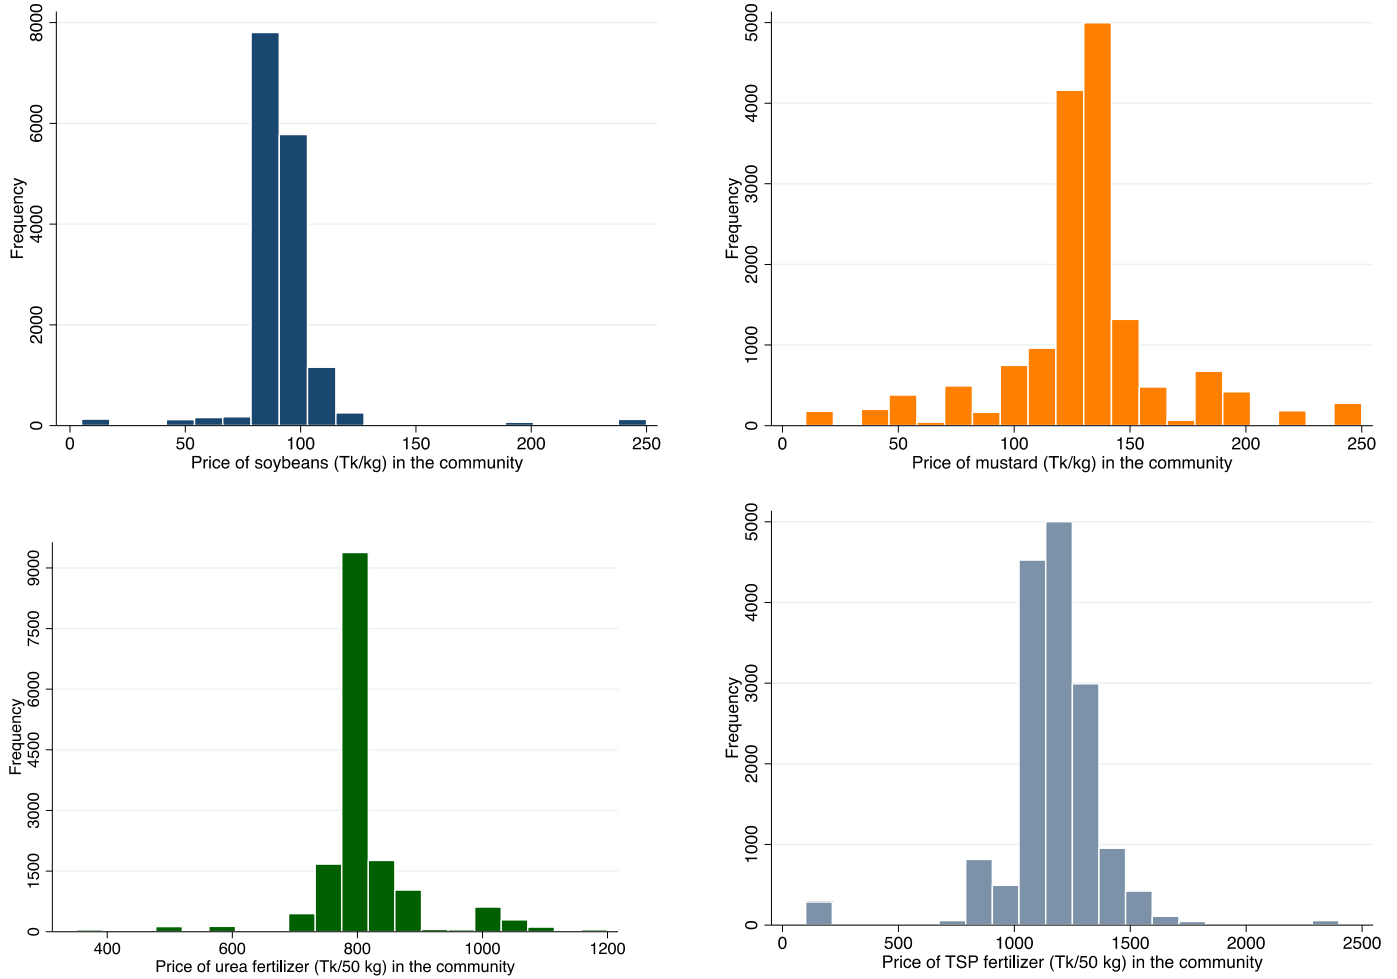 8000
6000
4000
2000
0
Frequency
0 50 100 150 200 250
Price of soybeans (Tk/kg) in the community
5000
4000
3000
2000
1000
0
Frequency
0 50 100 150 200 250
Price of mustard (Tk/kg) in the community
9000
7500
6000
4500
3000
1500
0
Frequency
400 600 800 1000 1200
Price of urea fertilizer (Tk/50 kg) in the community
5000
4000
3000
2000
1000
0
Frequency
0 500 1000 1500 2000 2500
Price of TSP fertilizer (Tk/50 kg) in the community